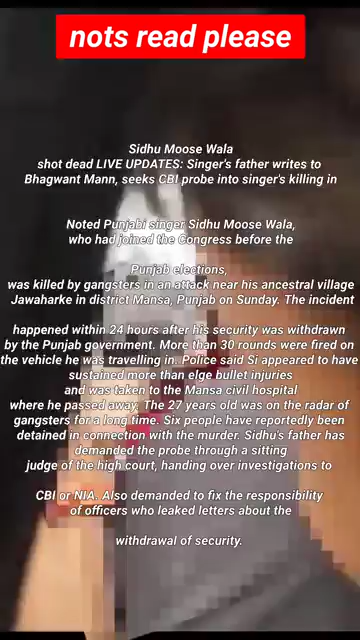 nots read please
Sidhu Moose Wala
shot dead LIVE UPDATES: Singer's father writes to
Bhagwant Mann, seeks CBI probe into singer's killing in
Noted Punjabi singer Sidhu Moose Wala,
who had joined the Congress before the
Punjab elections,
was killed by gangsters in an attack near his ancestral village
Jawaharke in district Mansa, Punjab on Sunday. The incident
happened within 24 hours after his security was withdrawn
by the Punjab government. More than 30 rounds were fired on
the vehicle he was travelling in. Police said Si appeared to have
sustained more than elge bullet injuries
and was taken to the Mansa civil hospital
where he passed away. The 27 years old was on the radar of
gangsters for a long time. Six people have reportedly been
detained in connection with the murder. Sidhu's father has
demanded the probe through a sitting
judge of the high court, handing over investigations to
CBI or NIA. Also demanded to fix the responsibility
of officers who leaked letters about the
withdrawal of security.